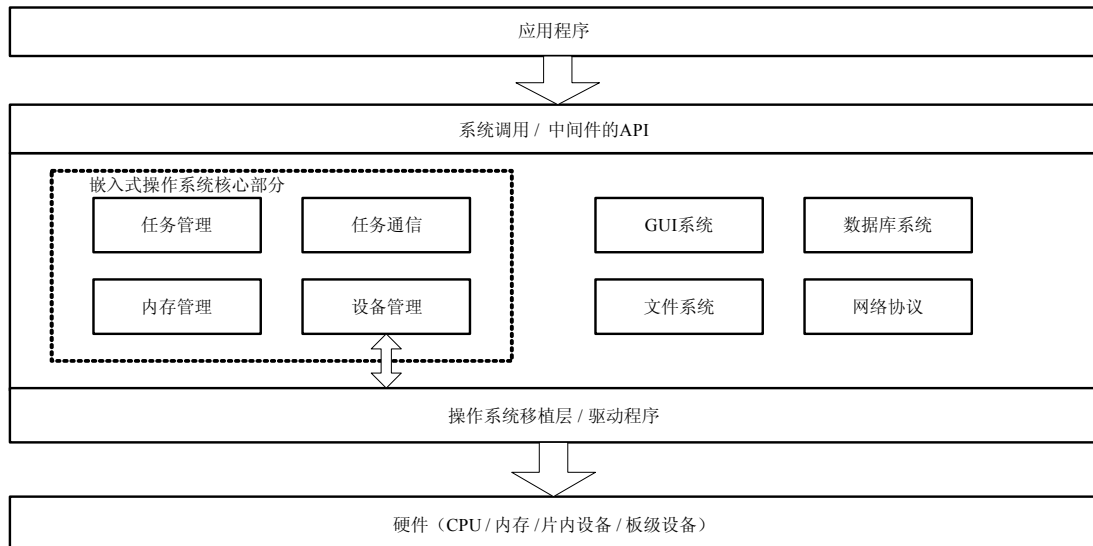 应用程序
系统调用 / 中间件的API
嵌入式操作系统核心部分
任务管理 任务通信 GUI系统 数据库系统
内存管理 设备管理 文件系统 网络协议
操作系统移植层 / 驱动程序
硬件（CPU / 内存 /片内设备 / 板级设备）